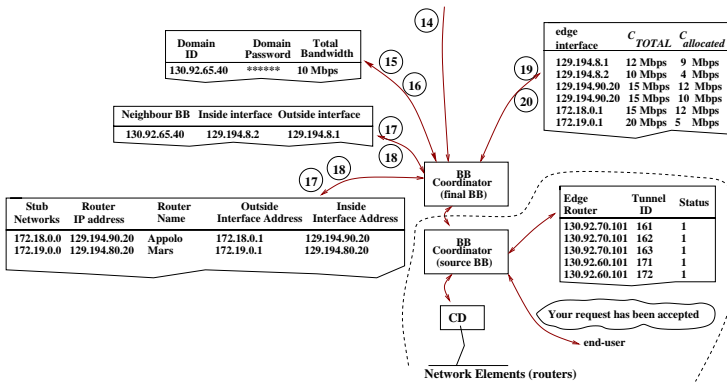 14
Domain ID Domain Password Total Bandwidth
130.92.65.40 ****** 10 Mbps
15
16
edge interface C TOTAL C allocated
129.194.8.1 12 Mbps 9 Mbps
129.194.8.2 10 Mbps 4 Mbps
129.194.90.20 15 Mbps 12 Mbps
129.194.90.20 15 Mbps 10 Mbps
172.18.0.1 15 Mbps 12 Mbps
172.19.0.1 20 Mbps 5 Mbps
19
20
Neighbour BB Inside interface Outside interface
130.92.65.40 129.194.8.2 129.194.8.1
17
18
17
18
BB
Coordinator
(final BB)
Stub Networks Router IP address Router Name Outside Interface Address Inside Interface Address
172.18.0.0 129.194.90.20 Appolo 172.18.0.1 129.194.90.20
172.19.0.0 129.194.80.20 Mars 172.19.0.1 129.194.80.20
Edge Router Tunnel ID Status
130.92.70.101 161 1
130.92.70.101 162 1
130.92.70.101 163 1
130.92.60.101 171 1
130.92.60.101 172 1
BB
Coordinator
(source BB)
CD
Your request has been accepted
end-user
Network Elements (routers)